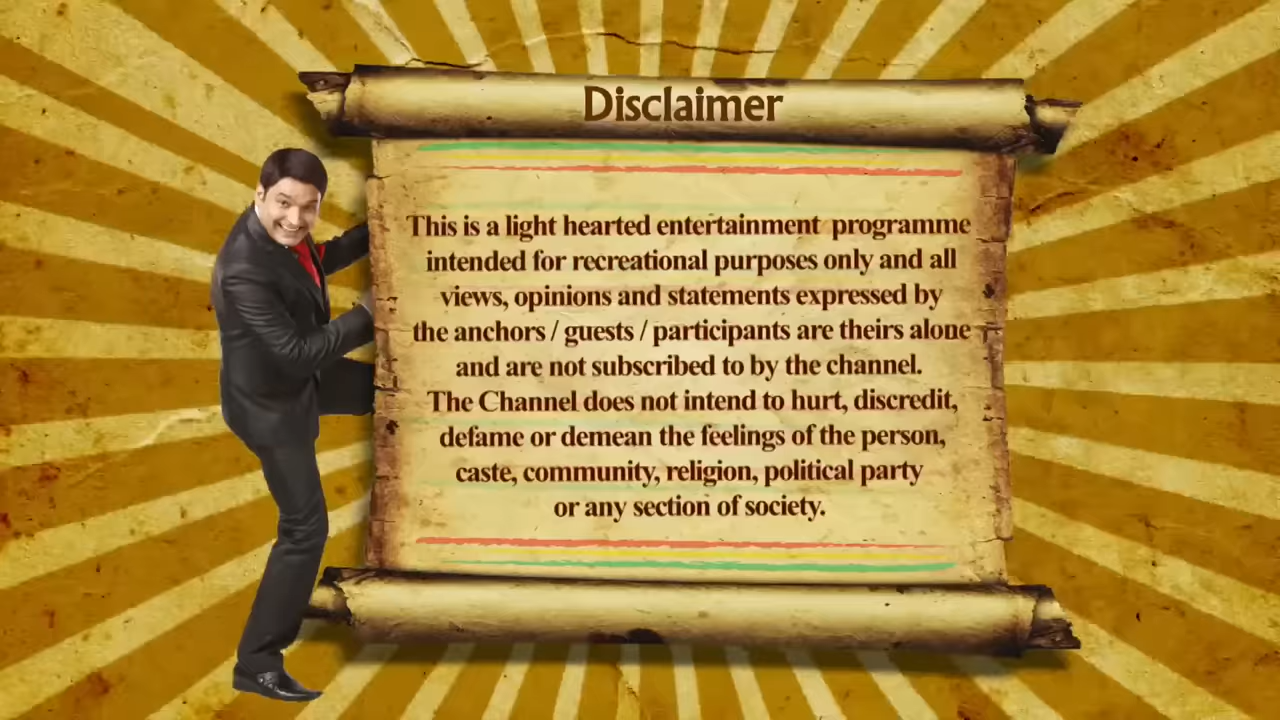 Disclaimer
This is a light hearted entertainment programme
intended for recreational purposes only and all
views, opinions and statements expressed by
the anchors / guests / participants are theirs alone
and are not subscribed to by the channel.
The Channel does not intend to hurt, discredit,
defame or demean the feelings of the person,
caste, community, religion, political party
or any section of society.